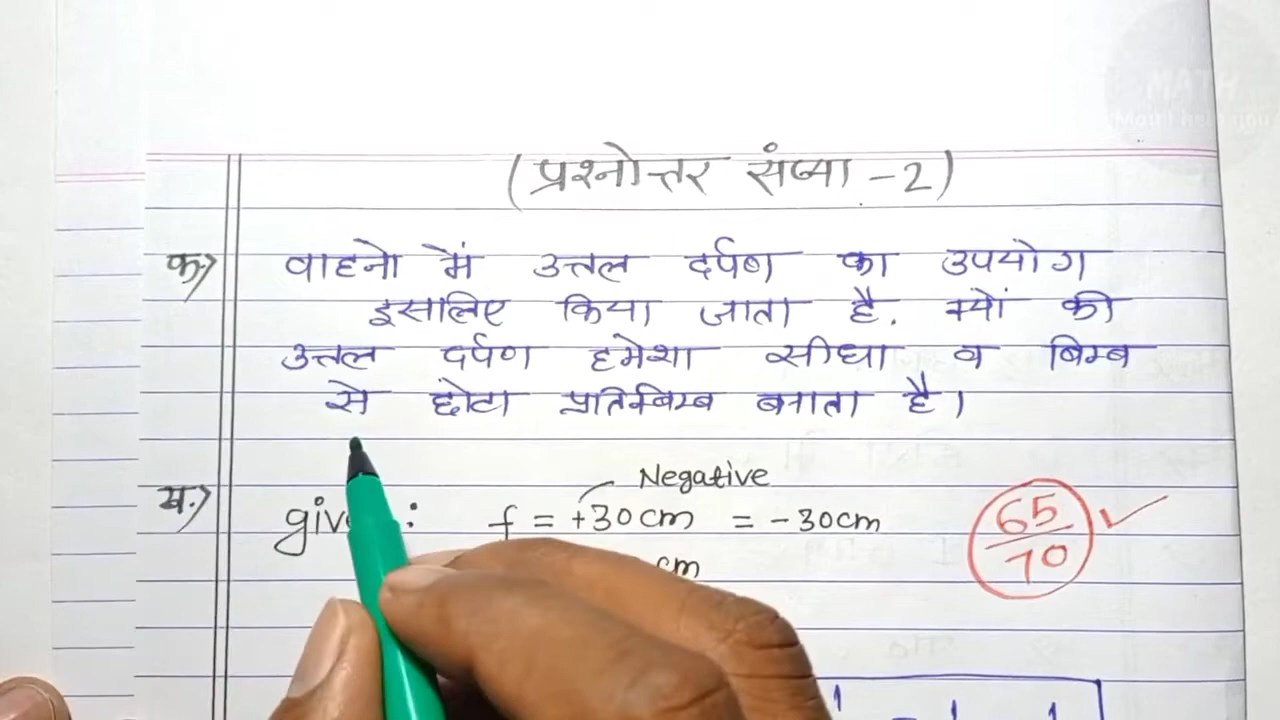 (प्रश्नोत्तर संख्या - 2)
क.) वाहनो में उत्तल दर्पण का उपयोग
इसलिए किया जाता है. क्यों की
उत्तल दर्पण हमेशा सीधा व बिम्ब
से छोटा प्रतिबिम्ब बनाता है।
Negative
ख.) : f = +30cm = -30cm
65/70
cm